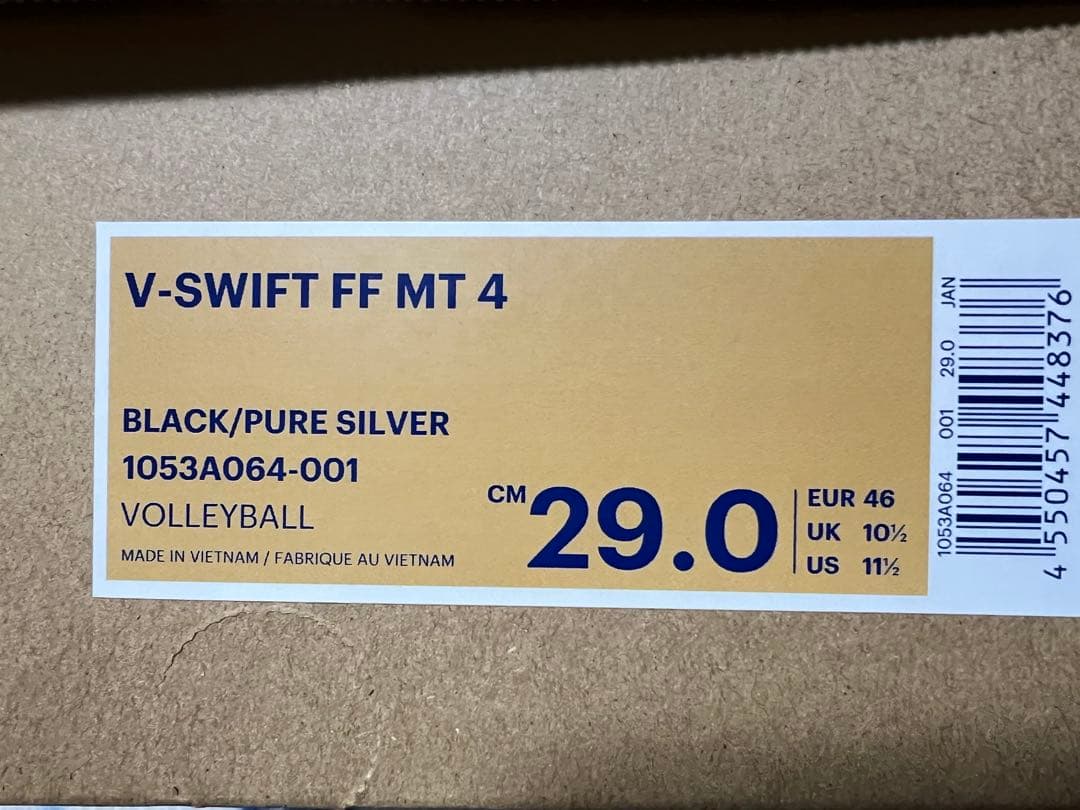 V-SWIFT FF MT 4
BLACK/PURE SILVER
1053A064-001
VOLLEYBALL
MADE IN VIETNAM / FABRIQUE AU VIETNAM
CM 29.0
EUR 46
UK 10½
US 11½
1053A064 001 29.0 JAN
4 550457 448376